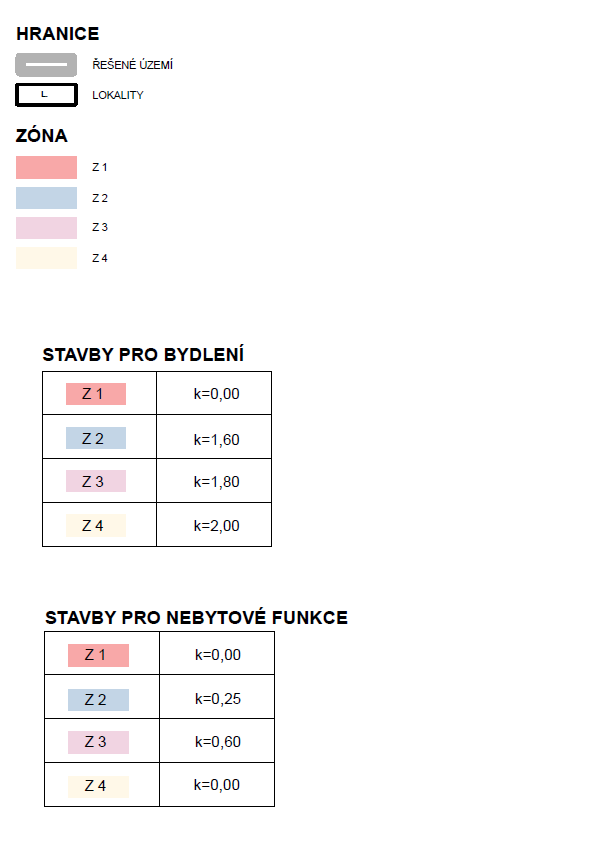 HRANICE
ŘEŠENÉ ÚZEMÍ
L
LOKALITY
ZÓNA
Z 1
Z 2
Z 3
Z 4
STAVBY PRO BYDLENÍ
Z 1 k=0,00
Z 2 k=1,60
Z 3 k=1,80
Z 4 k=2,00
STAVBY PRO NEBYTOVÉ FUNKCE
Z 1 k=0,00
Z 2 k=0,25
Z 3 k=0,60
Z 4 k=0,00